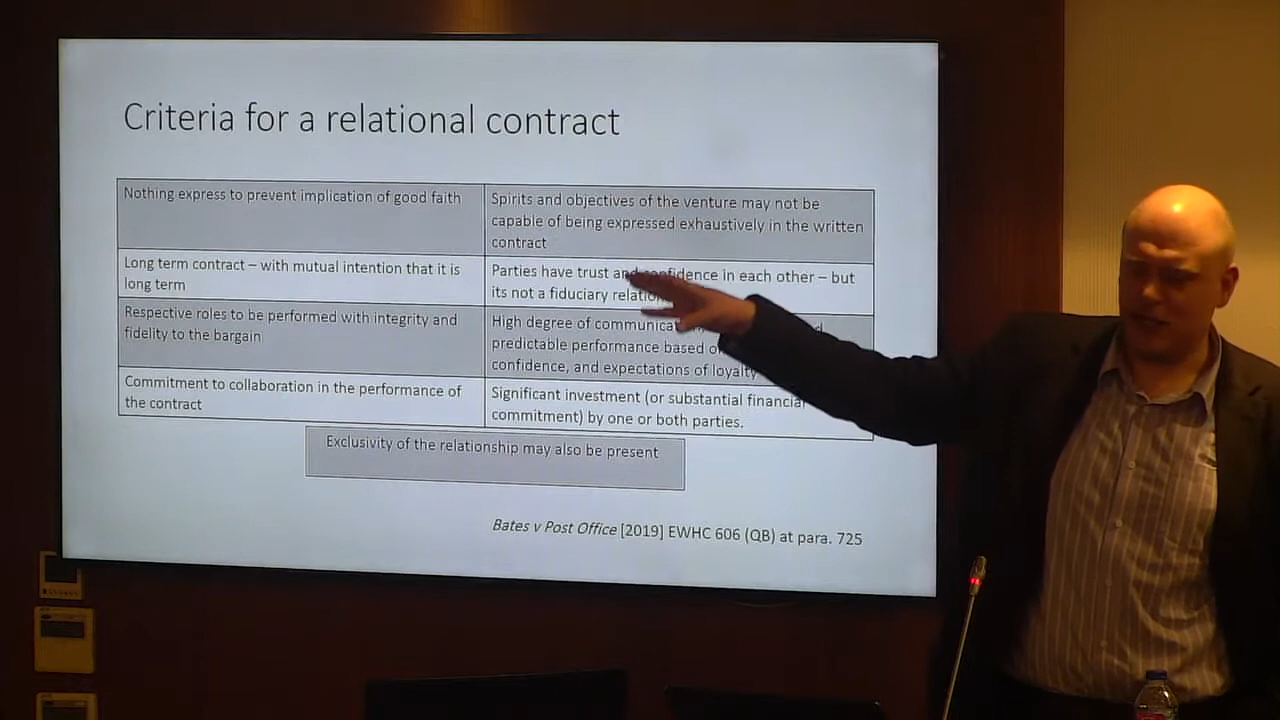 Criteria for a relational contract
Nothing express to prevent implication of good faith
Spirits and objectives of the venture may not be
capable of being expressed exhaustively in the written
contract
Long term contract – with mutual intention that it is
long term
Parties have trust and confidence in each other – but
its not a fiduciary
Respective roles to be performed with integrity and
fidelity to the bargain
High degree of
predictable performance based
confidence, and expectations of loyalty
Commitment to collaboration in the performance of
the contract
Significant investment (or substantial financial
commitment) by one or both parties.
Exclusivity of the relationship may also be present
Bates v Post Office [2019] EWHC 606 (QB) at para. 725